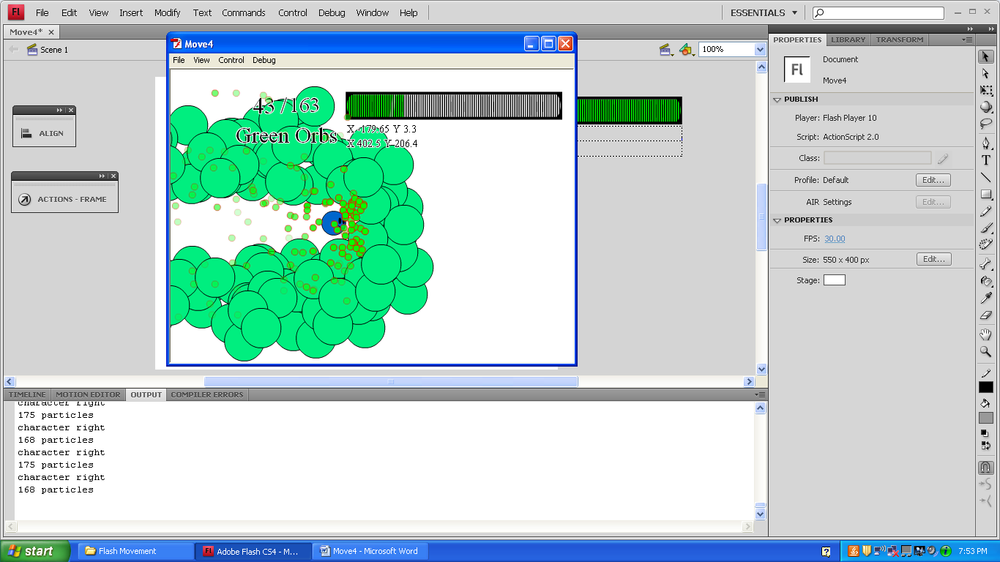 Fl File Edit View Insert Modify Text Commands Control Debug Window Help ESSENTIALS
Move4* ×
Scene 1
100%
ALIGN
ACTIONS - FRAME
Move4
File View Control Debug
43 /163
Green Orbs
X -179.65 Y 3.3
X 402.5 Y 206.4
PROPERTIES LIBRARY TRANSFORM
Fl
Document
Move4
PUBLISH
Player: Flash Player 10
Script: ActionScript 2.0
Class:
Profile: Default Edit...
AIR Settings Edit...
PROPERTIES
FPS: 30.00
Size: 550 x 400 px Edit...
Stage:
TIMELINE MOTION EDITOR OUTPUT COMPILER ERRORS
character right
175 particles
character right
168 particles
character right
175 particles
character right
168 particles
start Flash Movement Adobe Flash CS4 - M... Move4 - Microsoft Word 7:53 PM